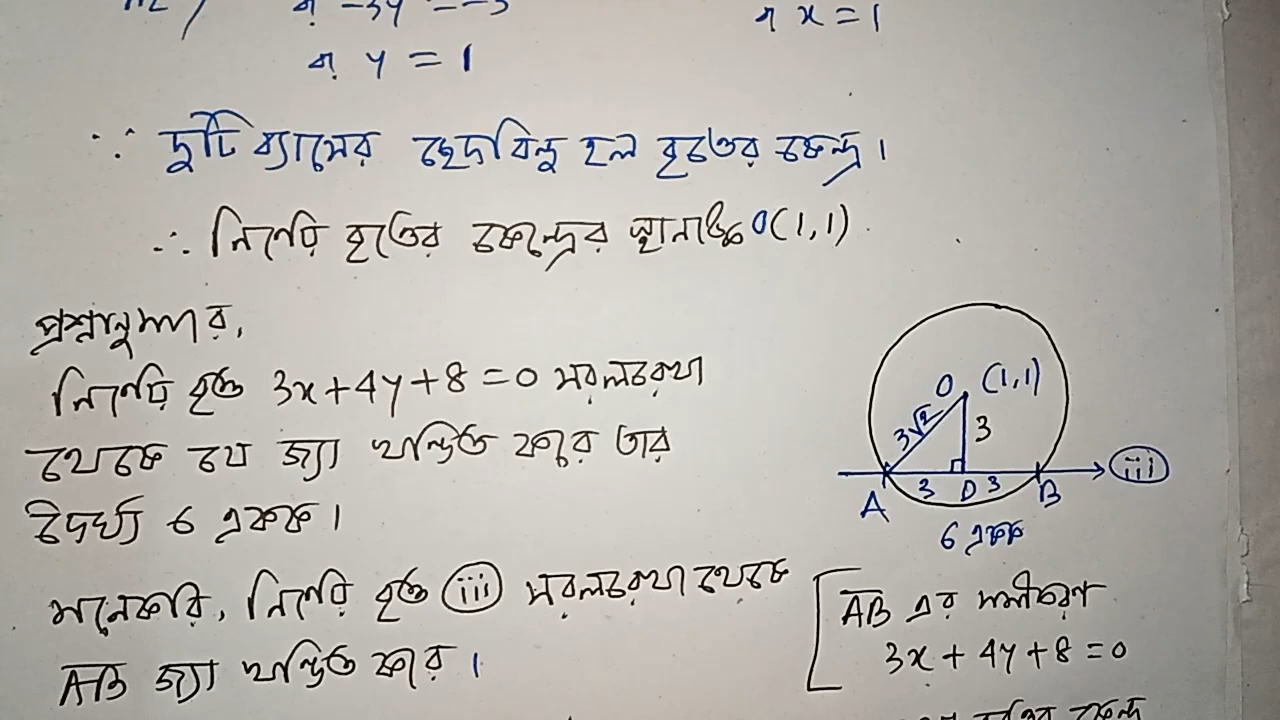 বা, -3y = -3
বা x = 1
বা, y = 1
∵ দুটি ব্যাসের ছেদবিন্দু হল বৃত্তের কেন্দ্র।
∴ নির্ণেয় বৃত্তের কেন্দ্রের স্থানাঙ্ক O(1,1)
প্রশ্নানুসারে,
নির্ণেয় বৃত্ত 3x+4y+8=0 সরলরেখা
থেকে যে জ্যা খন্ডিত করে তার
দৈর্ঘ্য 6 একক।
মনেকরি, নির্ণেয় বৃত্ত (iii) সরলরেখা থেকে
AB জ্যা খন্ডিত করে।
O (1,1)
3√2 3
(iii)
A 3 D 3 B
6 একক
AB এর সমীকরণ
3x + 4y + 8 = 0
কেন্দ্র